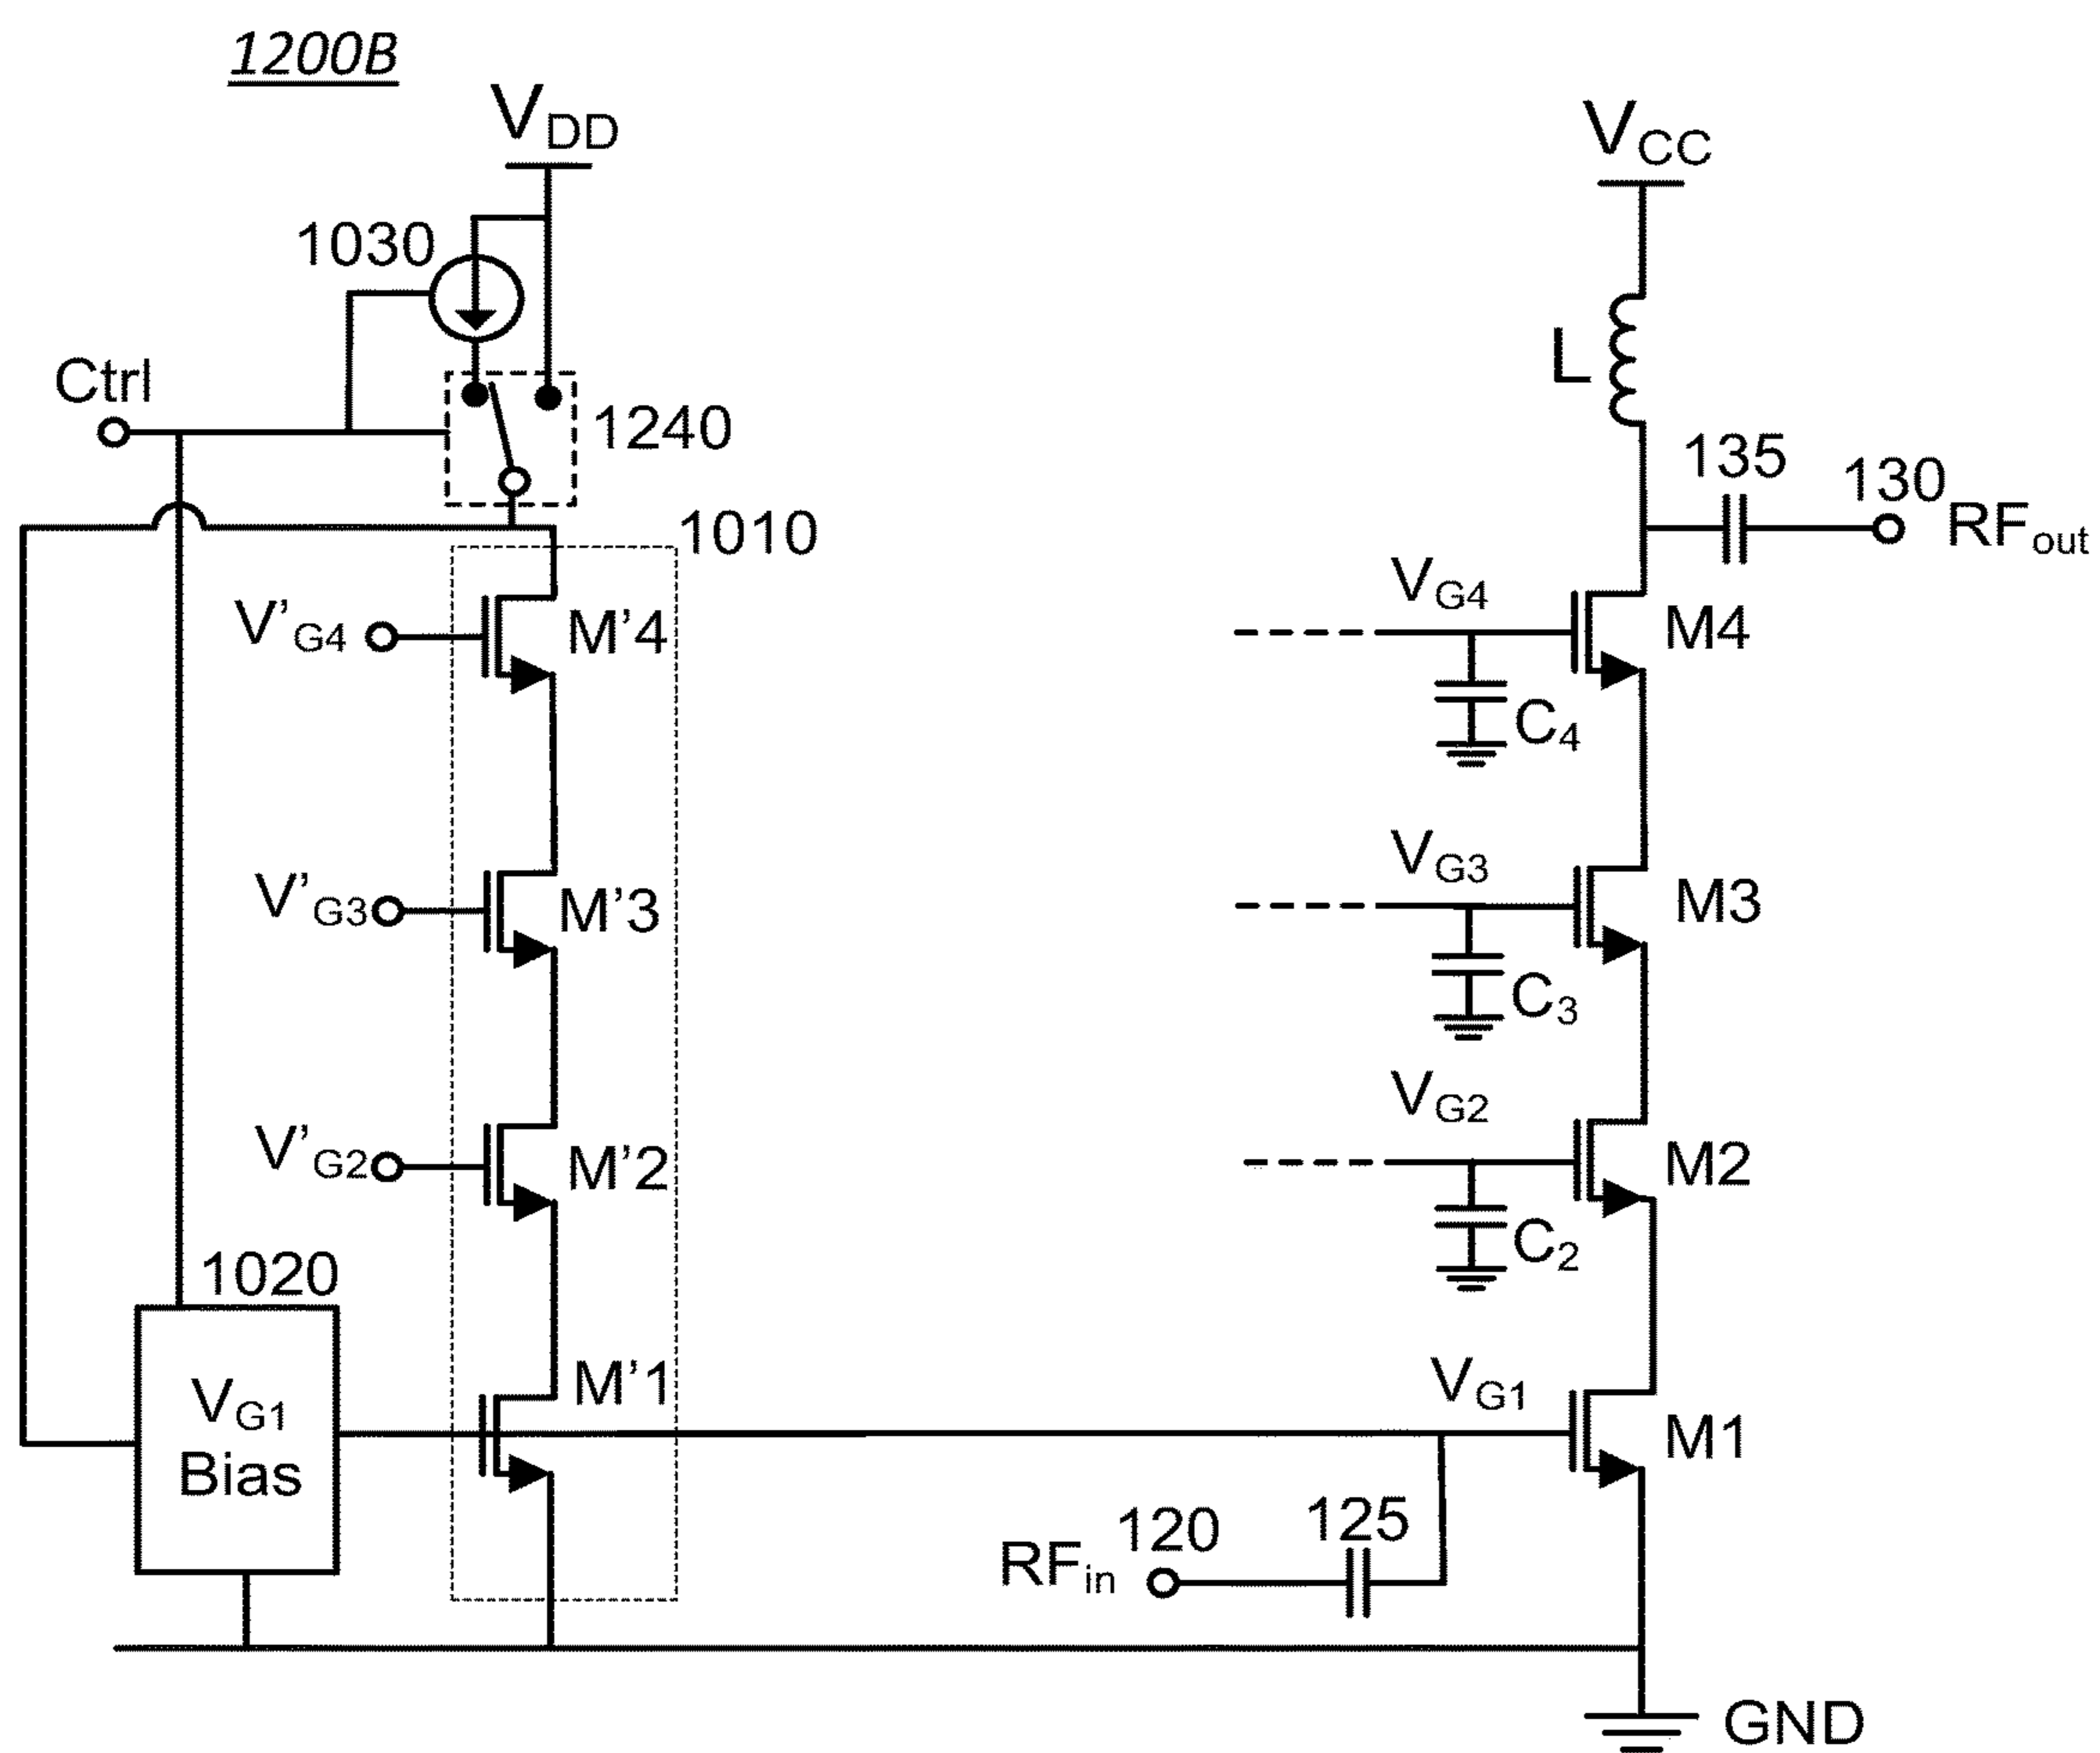 1200B
VDD
VCC
1030
L
Ctrl
1240
135
130
RFout
1010
VG4
V'G4
M'4
M4
C4
VG3
V'G3
M'3
M3
C3
VG2
V'G2
M'2
M2
C2
1020
VG1
Bias
M'1
VG1
M1
120
125
RFin
GND